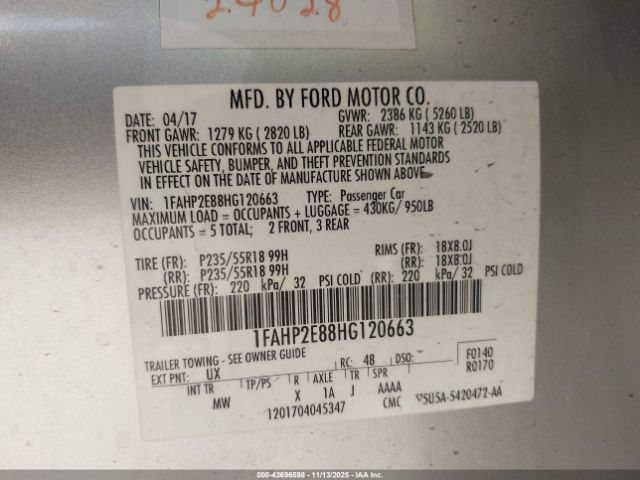 24028
MFD. BY FORD MOTOR CO.
DATE: 04/17 GVWR: 2386 KG ( 5260 LB)
FRONT GAWR: 1279 KG ( 2820 LB) REAR GAWR: 1143 KG ( 2520 LB)
THIS VEHICLE CONFORMS TO ALL APPLICABLE FEDERAL MOTOR
VEHICLE SAFETY, BUMPER, AND THEFT PREVENTION STANDARDS
IN EFFECT ON THE DATE OF MANUFACTURE SHOWN ABOVE.
VIN: 1FAHP2E88HG120663 TYPE: Passenger Car
MAXIMUM LOAD = OCCUPANTS + LUGGAGE = 430KG/ 950LB
OCCUPANTS = 5 TOTAL; 2 FRONT, 3 REAR
TIRE (FR): P235/55R18 99H RIMS (FR): 18X8.0J
(RR): P235/55R18 99H (RR): 18X8.0J
PRESSURE (FR): 220 kPa/ 32 PSI COLD (RR): 220 kPa/ 32 PSI COLD
1FAHP2E88HG120663
TRAILER TOWING - SEE OWNER GUIDE
EXT PNT: UX RC: 48 DSO: F0140
R0170
INT TR TP/PS R AXLE TR SPR
MW X 1A J AAAA
1201704045347 CMC 5U5A-5420472-AA
000-43696598 - 11/13/2025 - IAA, Inc.